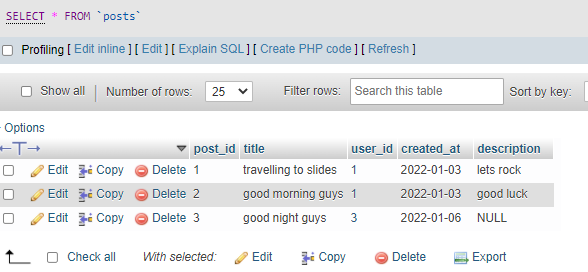 SELECT * FROM `posts`
Profiling [ Edit inline ] [ Edit ] [ Explain SQL ] [ Create PHP code ] [ Refresh ]
Show all Number of rows: 25 Filter rows: Search this table Sort by key:
Options
post_id title user_id created_at description
Edit Copy Delete 1 travelling to slides 1 2022-01-03 lets rock
Edit Copy Delete 2 good morning guys 1 2022-01-03 good luck
Edit Copy Delete 3 good night guys 3 2022-01-06 NULL
Check all With selected: Edit Copy Delete Export